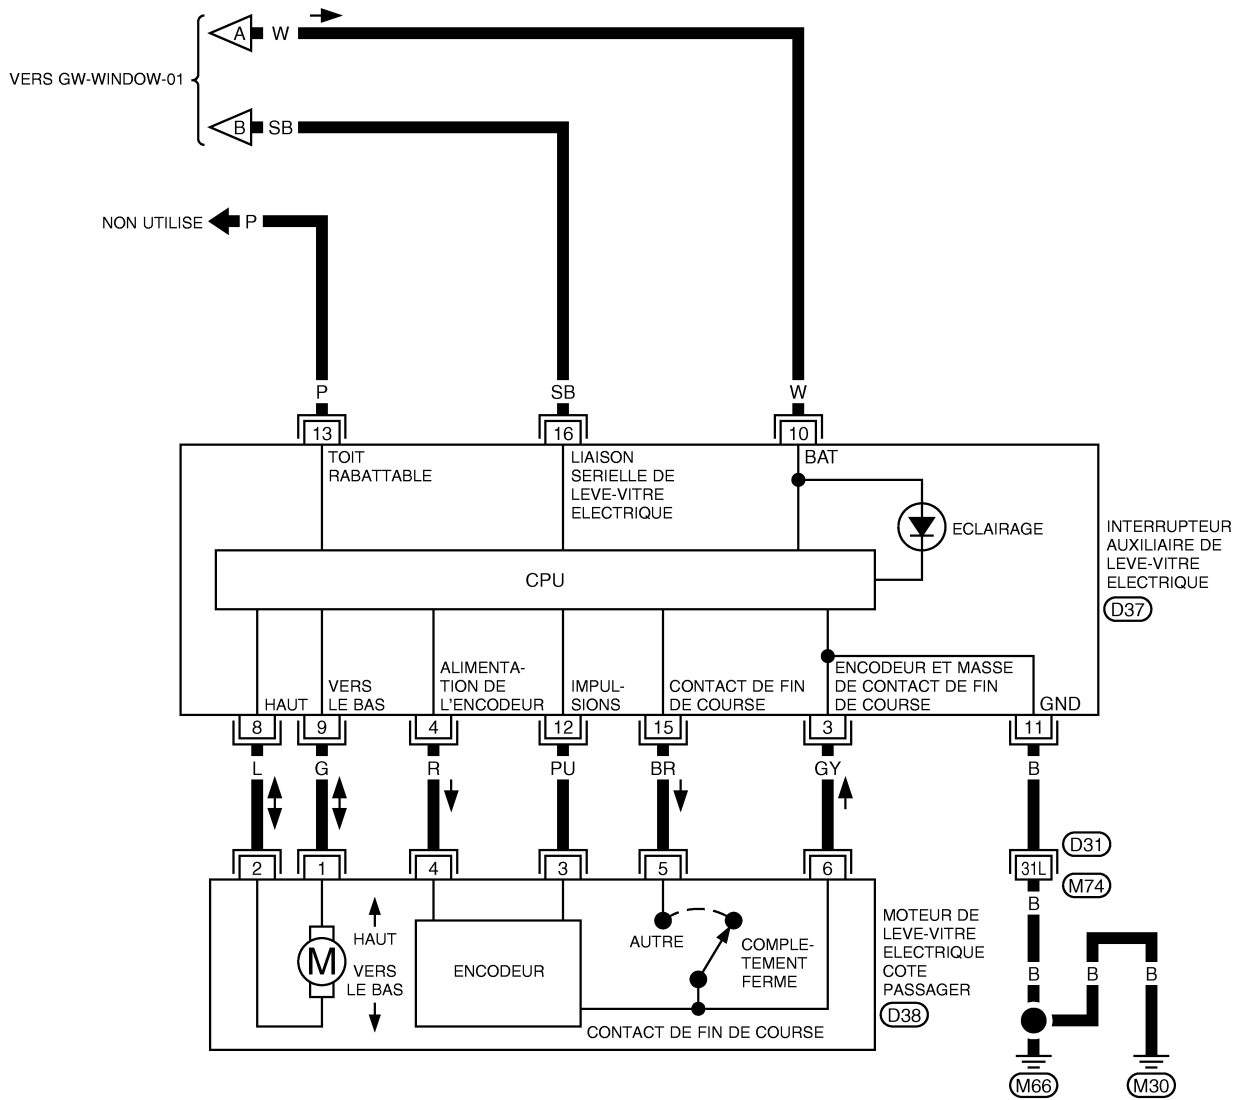 A W
VERS GW-WINDOW-01
B SB
NON UTILISE P
P SB W
13 16 10
TOIT
RABATTABLE
LIAISON
SERIELLE DE
LEVE-VITRE
ELECTRIQUE
BAT
ECLAIRAGE
INTERRUPTEUR
AUXILIAIRE DE
LEVE-VITRE
ELECTRIQUE
D37
CPU
HAUT
VERS
LE BAS
ALIMENTA-
TION DE
L'ENCODEUR
IMPUL-
SIONS
CONTACT DE FIN
DE COURSE
ENCODEUR ET MASSE
DE CONTACT DE FIN
DE COURSE
GND
8 9 4 12 15 3 11
L G R PU BR GY B
D31
2 1 4 3 5 6 31L
M74
B
M
HAUT
VERS
LE BAS
ENCODEUR
AUTRE
COMPLE-
TEMENT
FERME
CONTACT DE FIN DE COURSE
MOTEUR DE
LEVE-VITRE
ELECTRIQUE
COTE
PASSAGER
D38
B B B
M66 M30